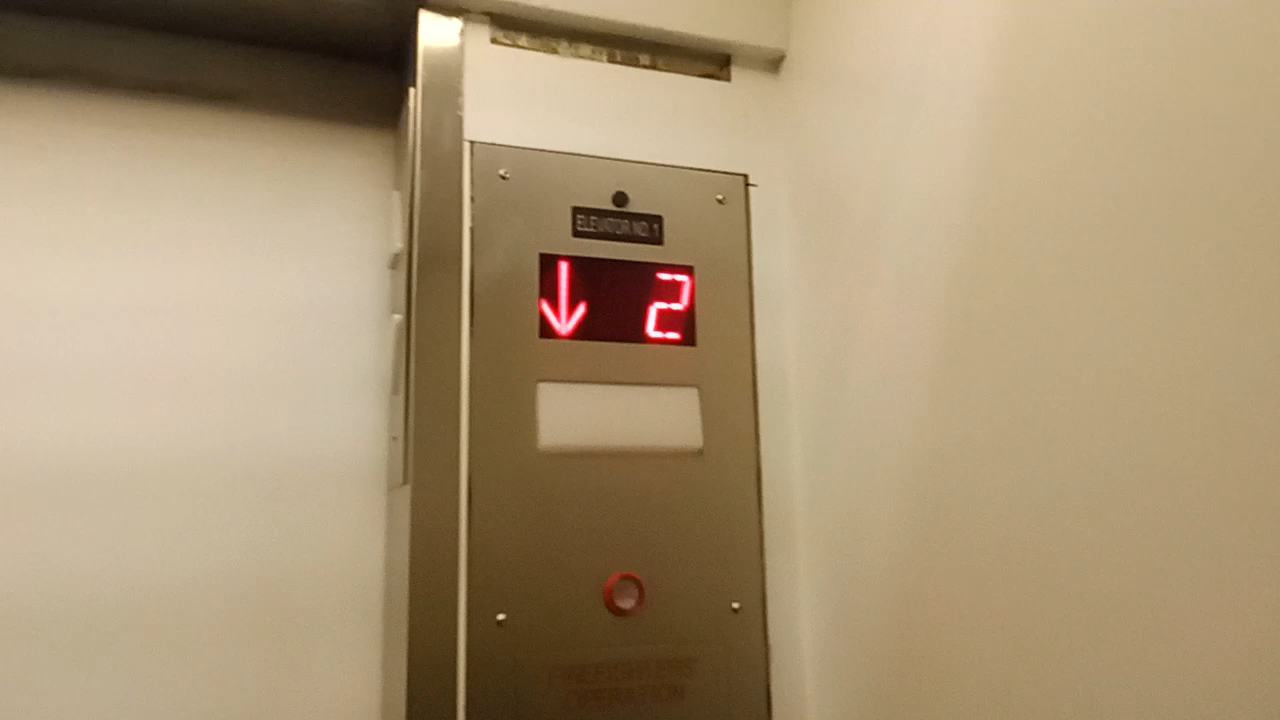 ELEVATOR NO. 1
↓ 2
FIREFIGHTERS'
OPERATION